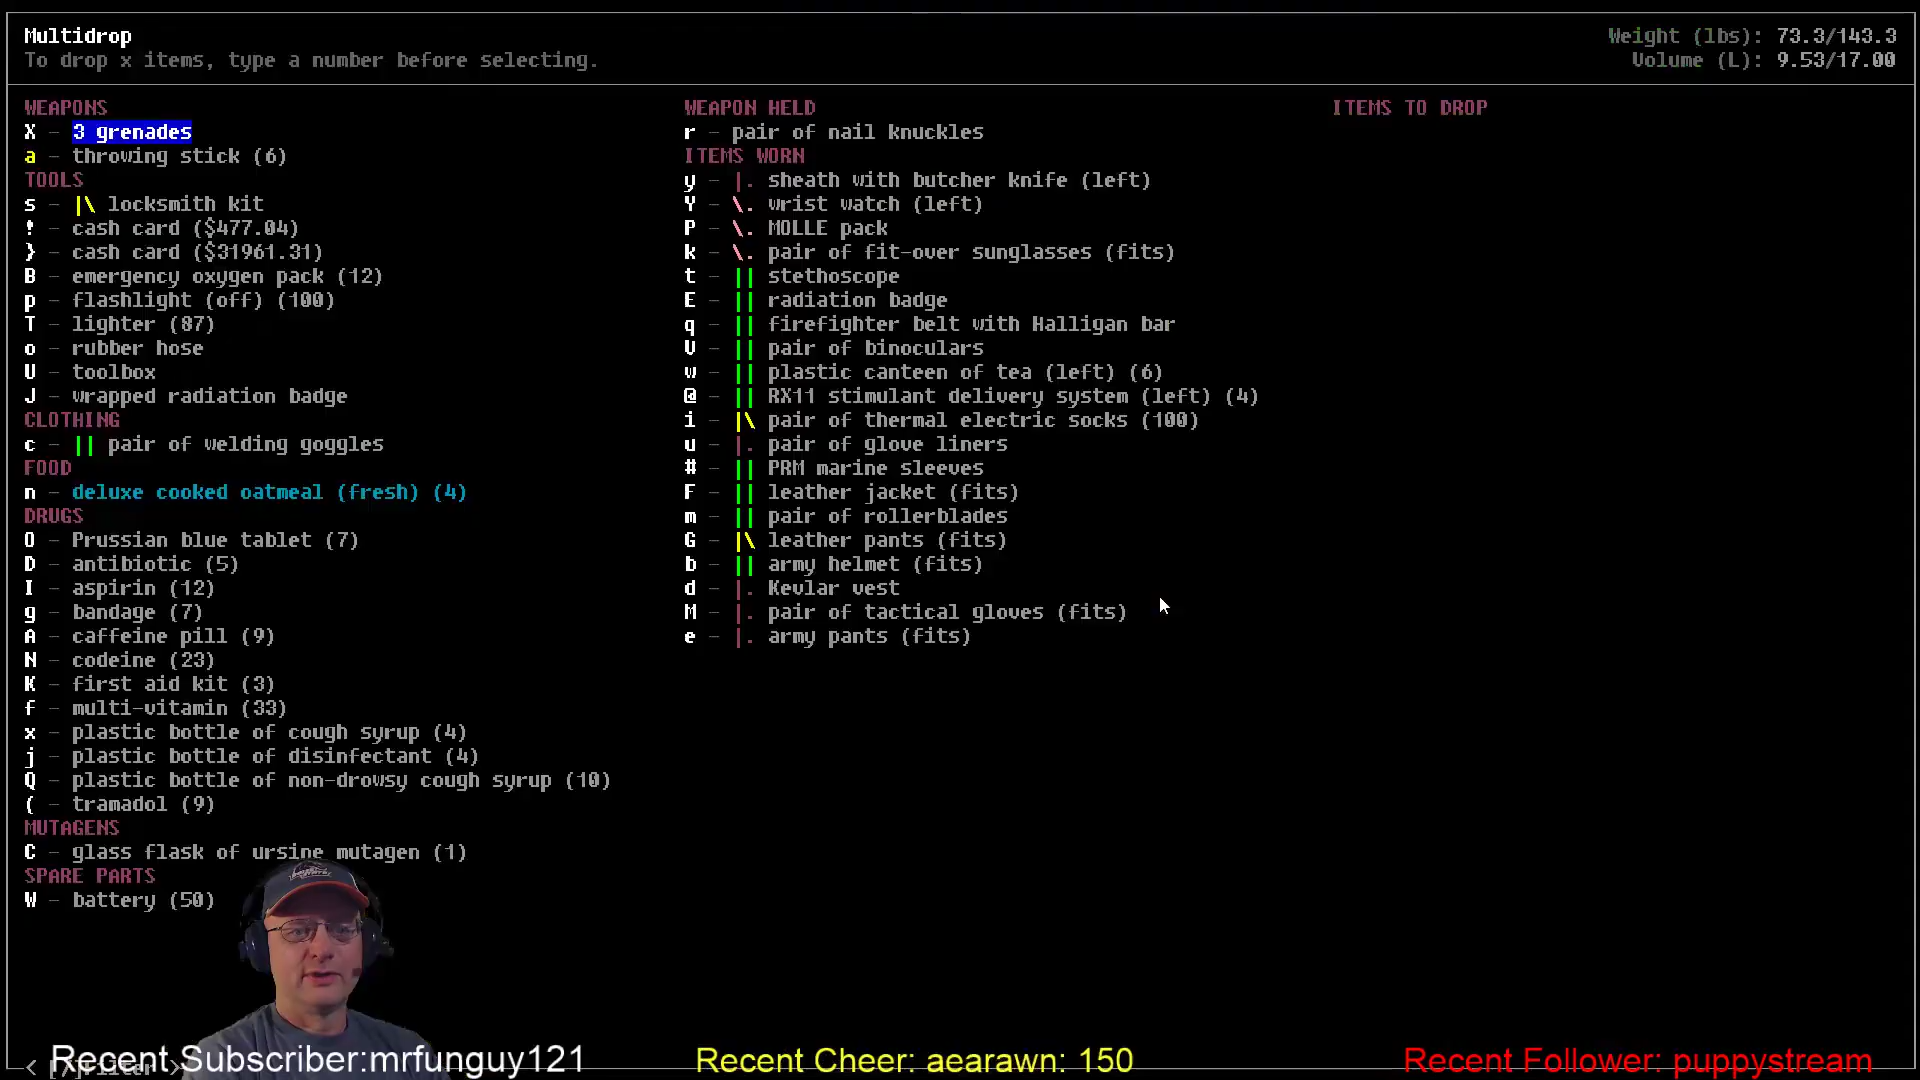 Multidrop
To drop x items, type a number before selecting.
Weight (lbs): 73.3/143.3
Volume (L): 9.53/17.00
WEAPONS
X - 3 grenades
a - throwing stick (6)
TOOLS
s - |\ locksmith kit
! - cash card ($477.04)
} - cash card ($31961.31)
B - emergency oxygen pack (12)
p - flashlight (off) (100)
T - lighter (87)
o - rubber hose
U - toolbox
J - wrapped radiation badge
CLOTHING
c - || pair of welding goggles
FOOD
n - deluxe cooked oatmeal (fresh) (4)
DRUGS
O - Prussian blue tablet (7)
D - antibiotic (5)
I - aspirin (12)
g - bandage (7)
A - caffeine pill (9)
N - codeine (23)
K - first aid kit (3)
f - multi-vitamin (33)
x - plastic bottle of cough syrup (4)
j - plastic bottle of disinfectant (4)
Q - plastic bottle of non-drowsy cough syrup (10)
( - tramadol (9)
MUTAGENS
C - glass flask of ursine mutagen (1)
SPARE PARTS
W - battery (50)
WEAPON HELD
r - pair of nail knuckles
ITEMS WORN
y - |. sheath with butcher knife (left)
Y - \. wrist watch (left)
P - \. MOLLE pack
k - \. pair of fit-over sunglasses (fits)
t - || stethoscope
E - || radiation badge
q - || firefighter belt with Halligan bar
V - || pair of binoculars
w - || plastic canteen of tea (left) (6)
@ - || RX11 stimulant delivery system (left) (4)
i - |\ pair of thermal electric socks (100)
u - |. pair of glove liners
# - || PRM marine sleeves
F - || leather jacket (fits)
m - || pair of rollerblades
G - |\ leather pants (fits)
b - || army helmet (fits)
d - |. Kevlar vest
M - |. pair of tactical gloves (fits)
e - |. army pants (fits)
ITEMS TO DROP
< [/]Filter >
Recent Subscriber:mrfunguy121
Recent Cheer: aearawn: 150
Recent Follower: puppystream